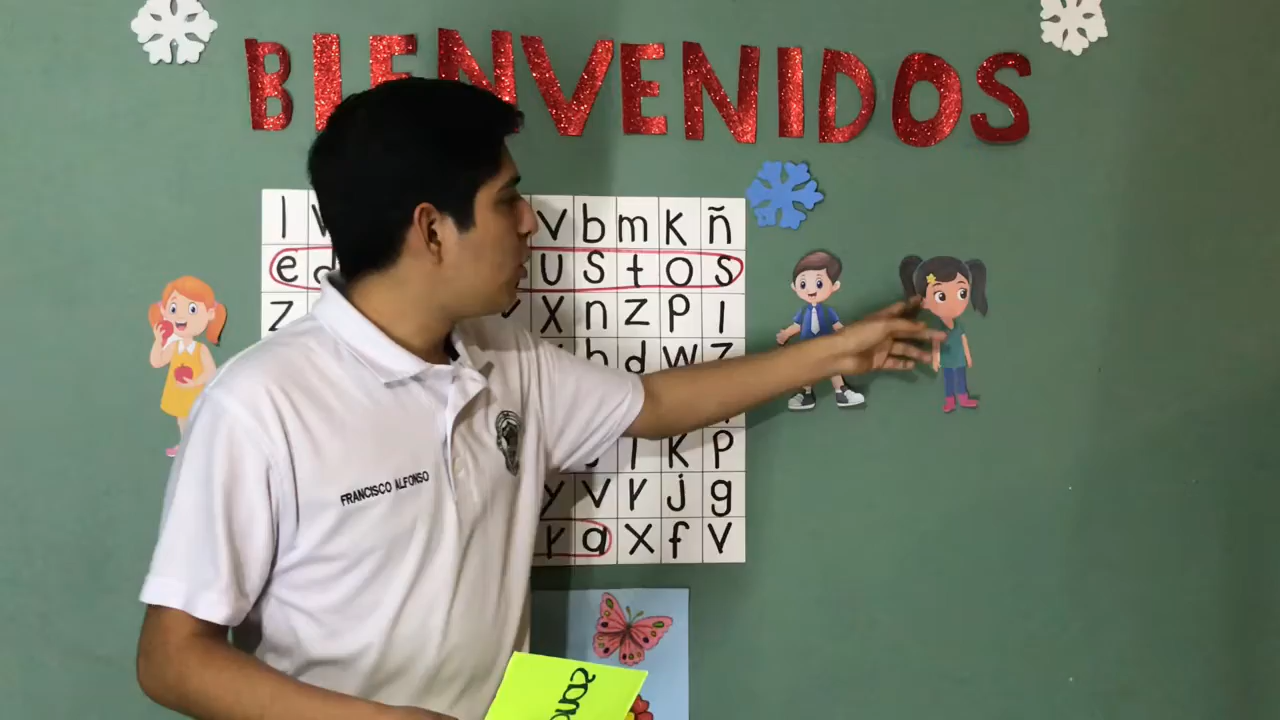 BIENVENIDOS
l v b m k ñ
e d u s t o s
z x n z p l
h d w z
l k p
y v r j g
r a x f v
FRANCISCO ALFONSO